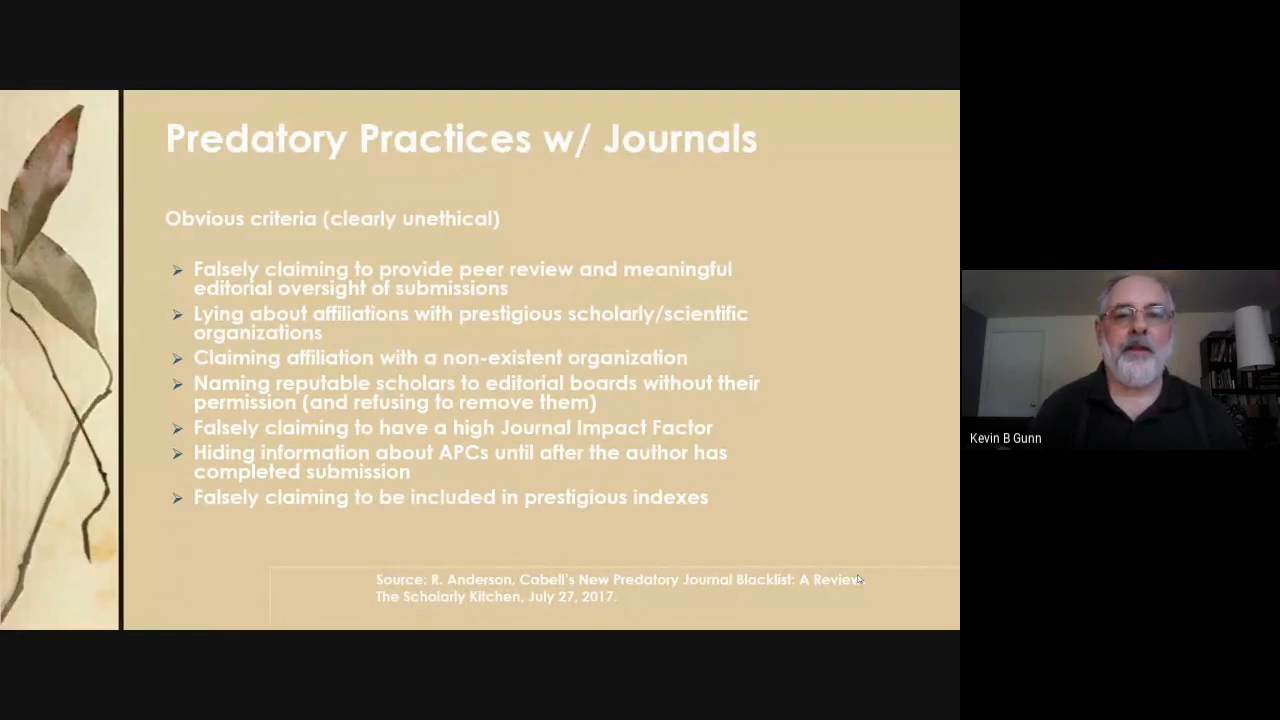 Predatory Practices w/ Journals
Obvious criteria (clearly unethical)
Falsely claiming to provide peer review and meaningful
editorial oversight of submissions
Lying about affiliations with prestigious scholarly/scientific
organizations
Claiming affiliation with a non-existent organization
Naming reputable scholars to editorial boards without their
permission (and refusing to remove them)
Falsely claiming to have a high Journal Impact Factor
Hiding information about APCs until after the author has
completed submission
Falsely claiming to be included in prestigious indexes
Source: R. Anderson, Cabell's New Predatory Journal Blacklist: A Review.
The Scholarly Kitchen, July 27, 2017.
Kevin B Gunn